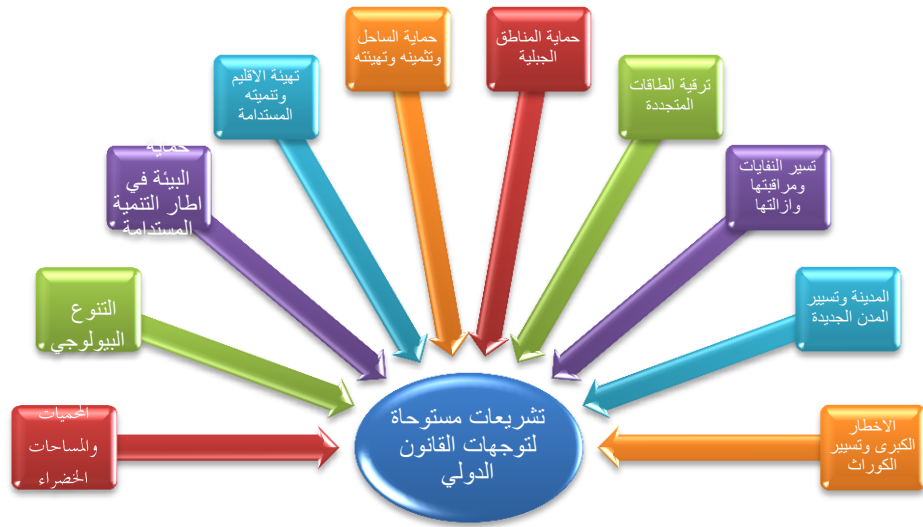 حماية المناطق
الجبلية
حماية الساحل
وتثمينه وتهيئته
تهيئة الاقليم
وتنميته
المستدامة
ترقية الطاقات
المتجددة
حماية
البيئة في
اطار التنمية
المستدامة
تسير النفايات
ومراقبتها
وازالتها
التنوع
البيولوجي
المدينة وتسيير
المدن الجديدة
المحميات
والمساحات
الخضراء
الاخطار
الكبرى وتسيير
الكوراث
تشريعات مستوحاة
لتوجهات القانون
الدولي